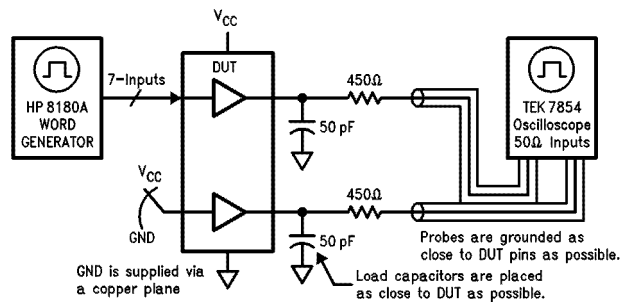 V_CC
7-Inputs
HP 8180A
WORD
GENERATOR
DUT
450Ω
50 pF
TEK 7854
Oscilloscope
50Ω Inputs
V_CC
GND
450Ω
50 pF
GND is supplied via
a copper plane
Probes are grounded as
close to DUT pins as possible.
Load capacitors are placed
as close to DUT as possible.